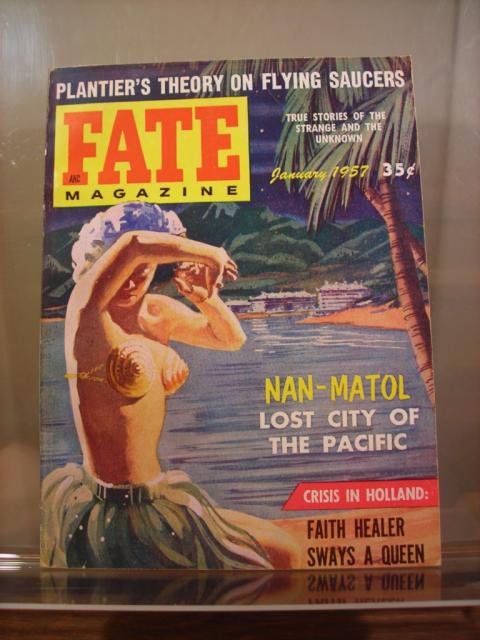 PLANTIER'S THEORY ON FLYING SAUCERS
FATE
MAGAZINE
TRUE STORIES OF THE
STRANGE AND THE
UNKNOWN
January 1957 35¢
NAN-MATOL
LOST CITY OF
THE PACIFIC
CRISIS IN HOLLAND:
FAITH HEALER
SWAYS A QUEEN